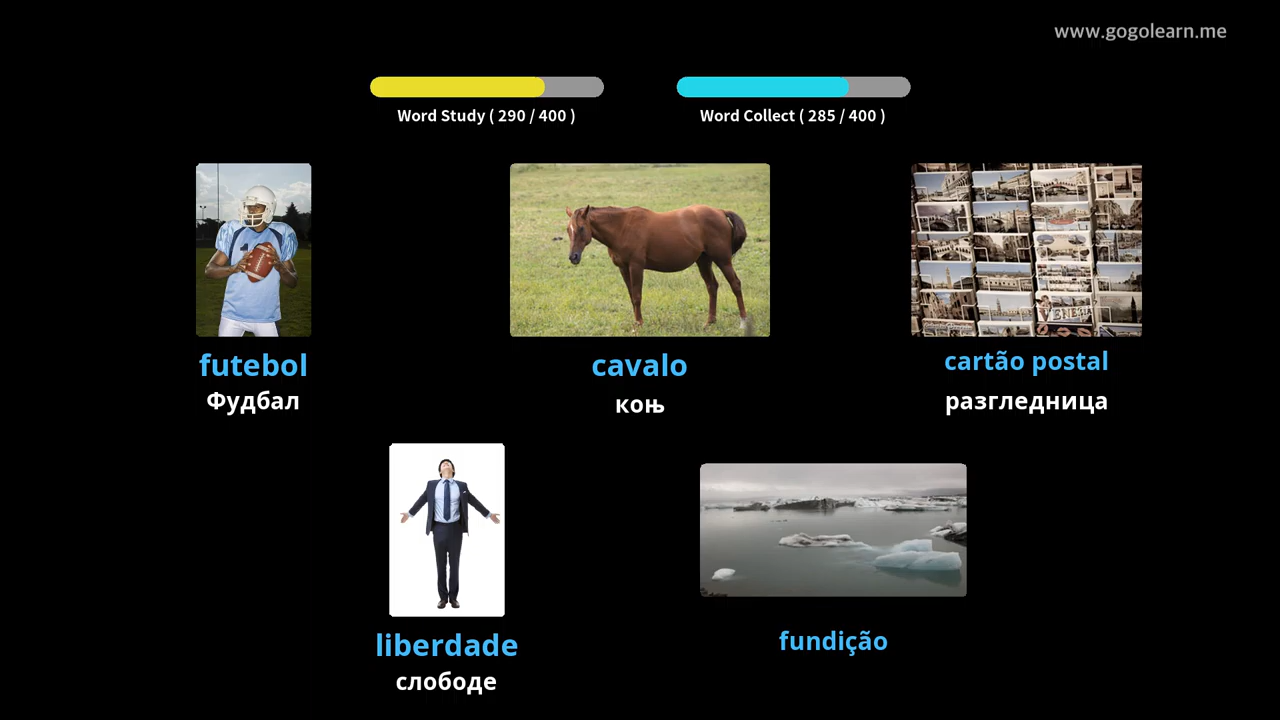 www.gogolearn.me
Word Study ( 290 / 400 )
Word Collect ( 285 / 400 )
futebol
Фудбал
cavalo
коњ
cartão postal
разгледница
liberdade
слободе
fundição